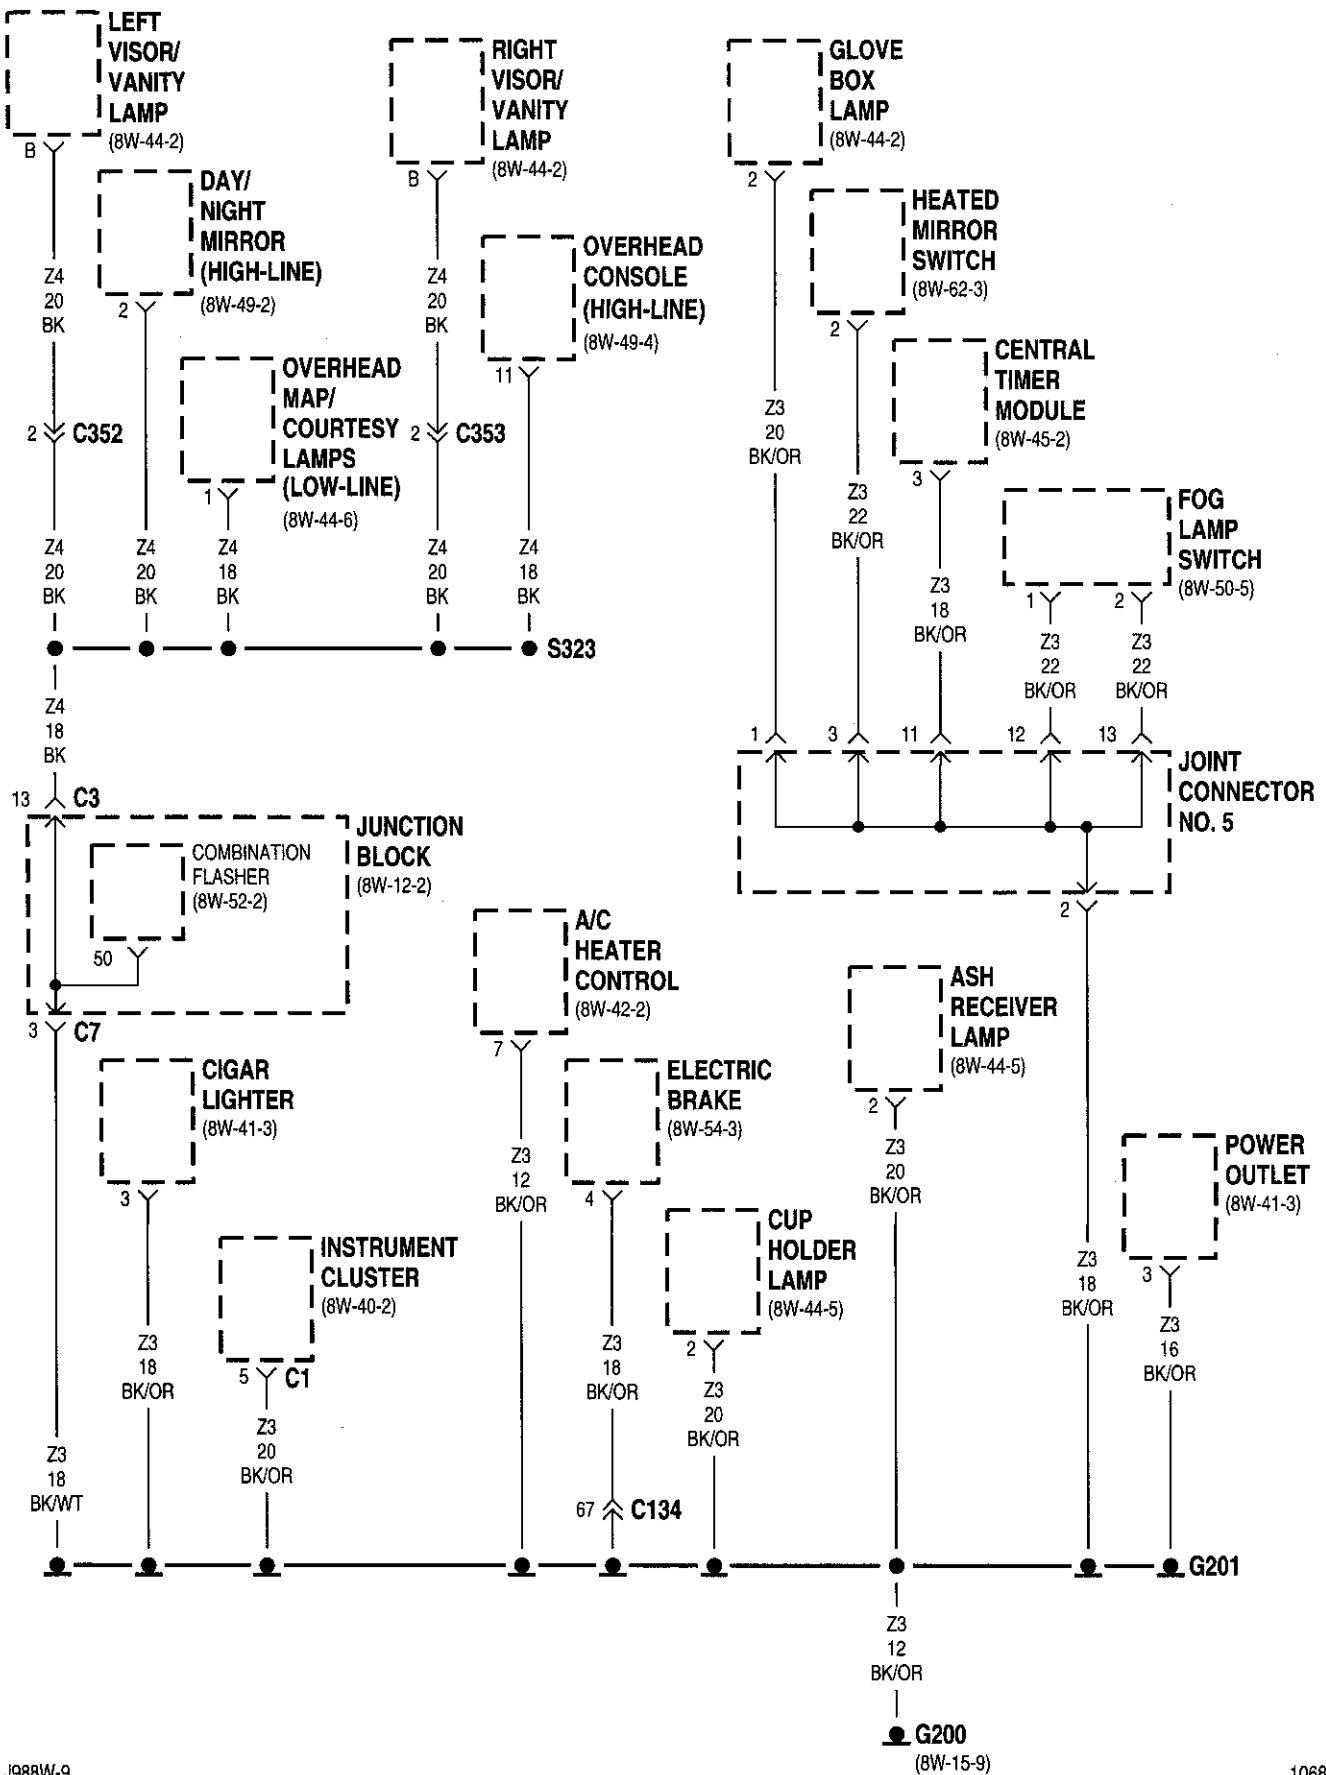 LEFT
VISOR/
VANITY
LAMP
(8W-44-2)
B
Z4
20
BK
2
C352
Z4
20
BK
DAY/
NIGHT
MIRROR
(HIGH-LINE)
(8W-49-2)
2
Z4
20
BK
OVERHEAD
MAP/
COURTESY
LAMPS
(LOW-LINE)
(8W-44-6)
1
Z4
18
BK
RIGHT
VISOR/
VANITY
LAMP
(8W-44-2)
B
Z4
20
BK
2
C353
Z4
20
BK
OVERHEAD
CONSOLE
(HIGH-LINE)
(8W-49-4)
11
Z4
18
BK
S323
GLOVE
BOX
LAMP
(8W-44-2)
2
Z3
20
BK/OR
1
HEATED
MIRROR
SWITCH
(8W-62-3)
2
Z3
22
BK/OR
3
CENTRAL
TIMER
MODULE
(8W-45-2)
3
Z3
18
BK/OR
11
FOG
LAMP
SWITCH
(8W-50-5)
1
2
Z3
22
BK/OR
Z3
22
BK/OR
12
13
JOINT
CONNECTOR
NO. 5
2
Z4
18
BK
13
C3
JUNCTION
BLOCK
(8W-12-2)
COMBINATION
FLASHER
(8W-52-2)
50
3
C7
Z3
18
BK/WT
CIGAR
LIGHTER
(8W-41-3)
3
Z3
18
BK/OR
INSTRUMENT
CLUSTER
(8W-40-2)
5
C1
Z3
20
BK/OR
A/C
HEATER
CONTROL
(8W-42-2)
7
Z3
12
BK/OR
ELECTRIC
BRAKE
(8W-54-3)
4
Z3
18
BK/OR
67
C134
CUP
HOLDER
LAMP
(8W-44-5)
2
Z3
20
BK/OR
ASH
RECEIVER
LAMP
(8W-44-5)
2
Z3
20
BK/OR
Z3
18
BK/OR
POWER
OUTLET
(8W-41-3)
3
Z3
16
BK/OR
G201
Z3
12
BK/OR
G200
(8W-15-9)
J988W-9
1068